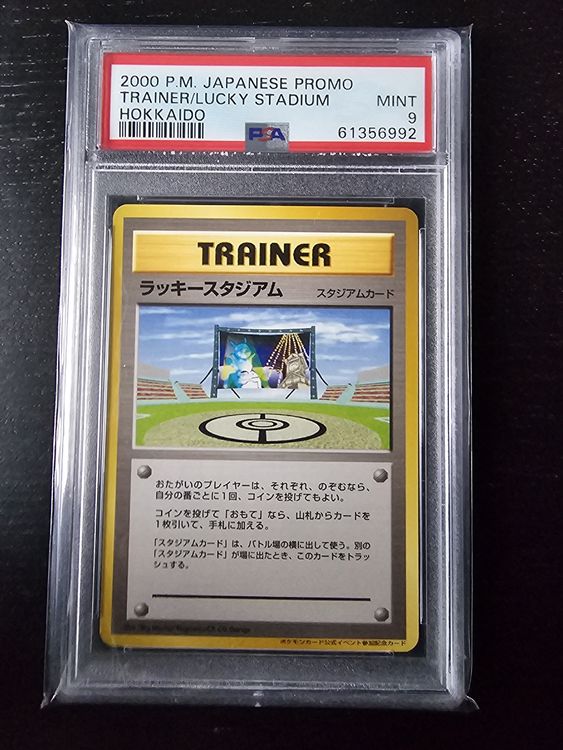 2000 P.M. JAPANESE PROMO
TRAINER/LUCKY STADIUM MINT
HOKKAIDO 9
PSA 61356992
TRAINER
ラッキースタジアム スタジアムカード
おたがいのプレイヤーは、それぞれ、のぞむなら、
自分の番ごとに1回、コインを投げてもよい。
コインを投げて「おもて」なら、山札からカードを
1枚引いて、手札に加える。
「スタジアムカード」は、バトル場の横に出して使う。別の
「スタジアムカード」が場に出たとき、このカードをトラッ
シュする。
ポケモンカード公式イベント参加記念カード